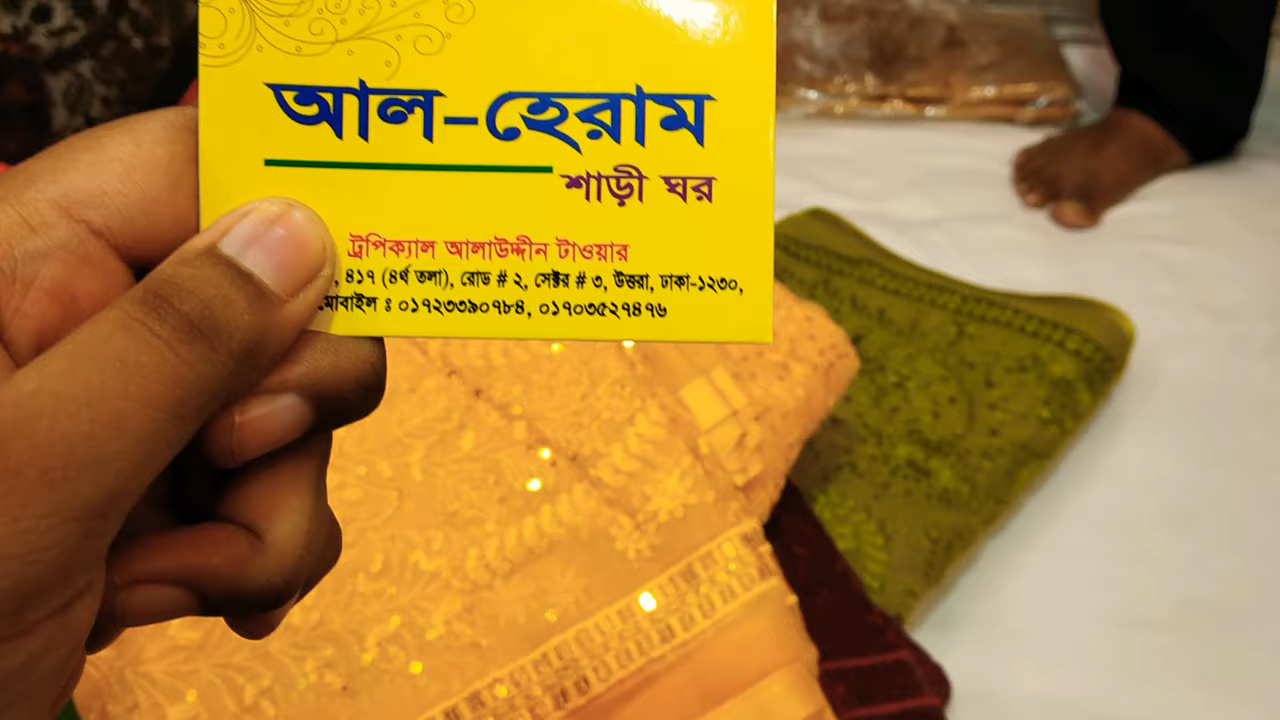 আল-হেরাম
শাড়ী ঘর
ট্রপিক্যাল আলাউদ্দীন টাওয়ার
, ৪১৭ (৪র্থ তলা), রোড # ২, সেক্টর # ৩, উত্তরা, ঢাকা-১২৩০,
মোবাইল : ০১৭২৩৩৯০৭৮৪, ০১৭০৩৫২৭৪৭৬